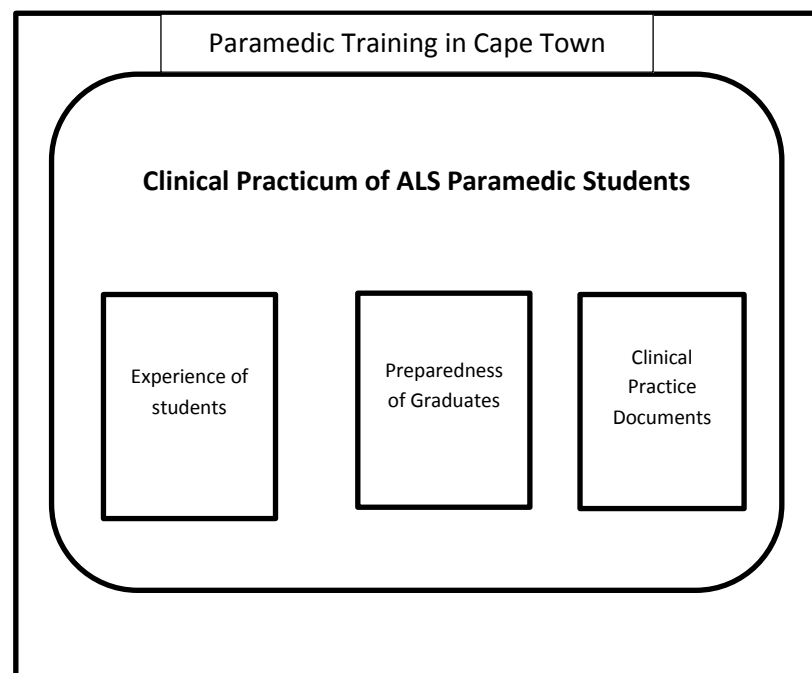 Paramedic Training in Cape Town
Clinical Practicum of ALS Paramedic Students
Experience of
students
Preparedness
of Graduates
Clinical
Practice
Documents